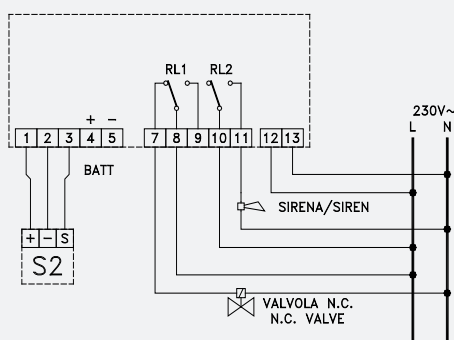 RL1 RL2
+ −
1 2 3 4 5 7 8 9 10 11 12 13
BATT
230V~
L N
SIRENA/SIREN
+ − S
S2
VALVOLA N.C.
N.C. VALVE